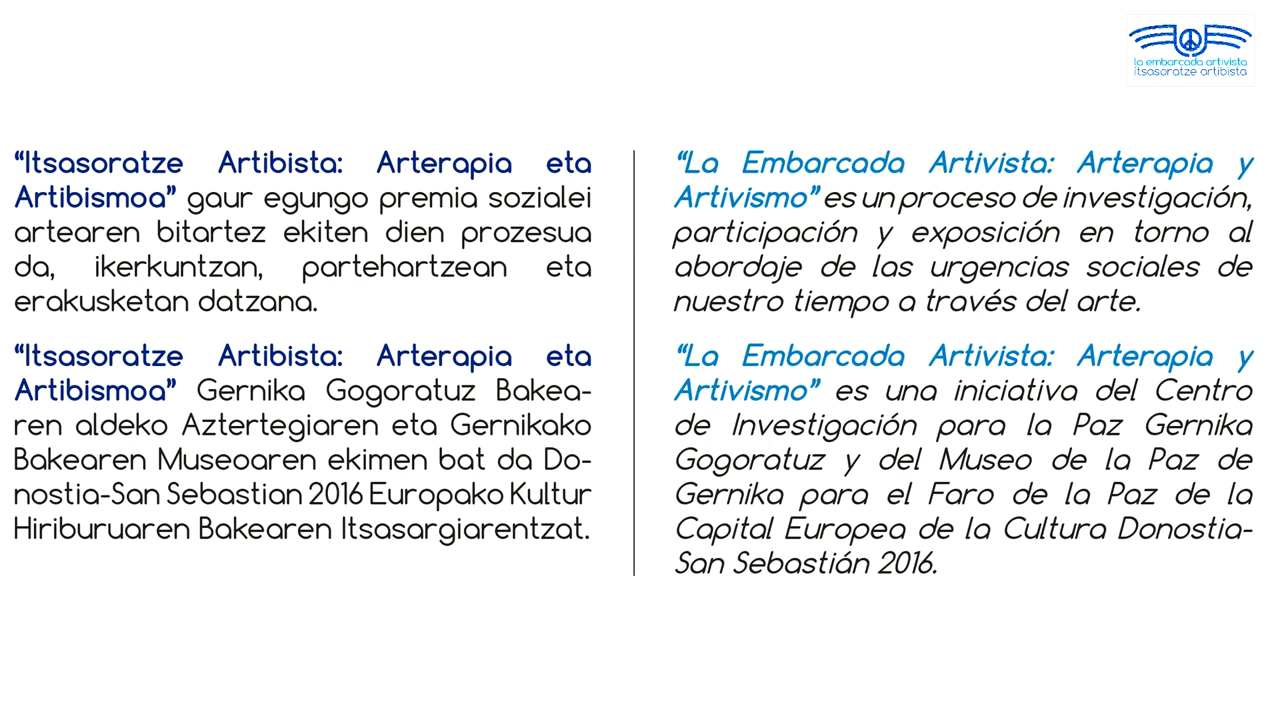 la embarcada artivista
itsasoratze artibista
“Itsasoratze Artibista: Arterapia eta
Artibismoa” gaur egungo premia sozialei
artearen bitartez ekiten dien prozesua
da, ikerkuntzan, partehartzean eta
erakusketan datzana.
“Itsasoratze Artibista: Arterapia eta
Artibismoa” Gernika Gogoratuz Bakea-
ren aldeko Aztertegiaren eta Gernikako
Bakearen Museoaren ekimen bat da Do-
nostia-San Sebastian 2016 Europako Kultur
Hiriburuaren Bakearen Itsasargiarentzat.
“La Embarcada Artivista: Arterapia y
Artivismo” es un proceso de investigación,
participación y exposición en torno al
abordaje de las urgencias sociales de
nuestro tiempo a través del arte.
“La Embarcada Artivista: Arterapia y
Artivismo” es una iniciativa del Centro
de Investigación para la Paz Gernika
Gogoratuz y del Museo de la Paz de
Gernika para el Faro de la Paz de la
Capital Europea de la Cultura Donostia-
San Sebastián 2016.